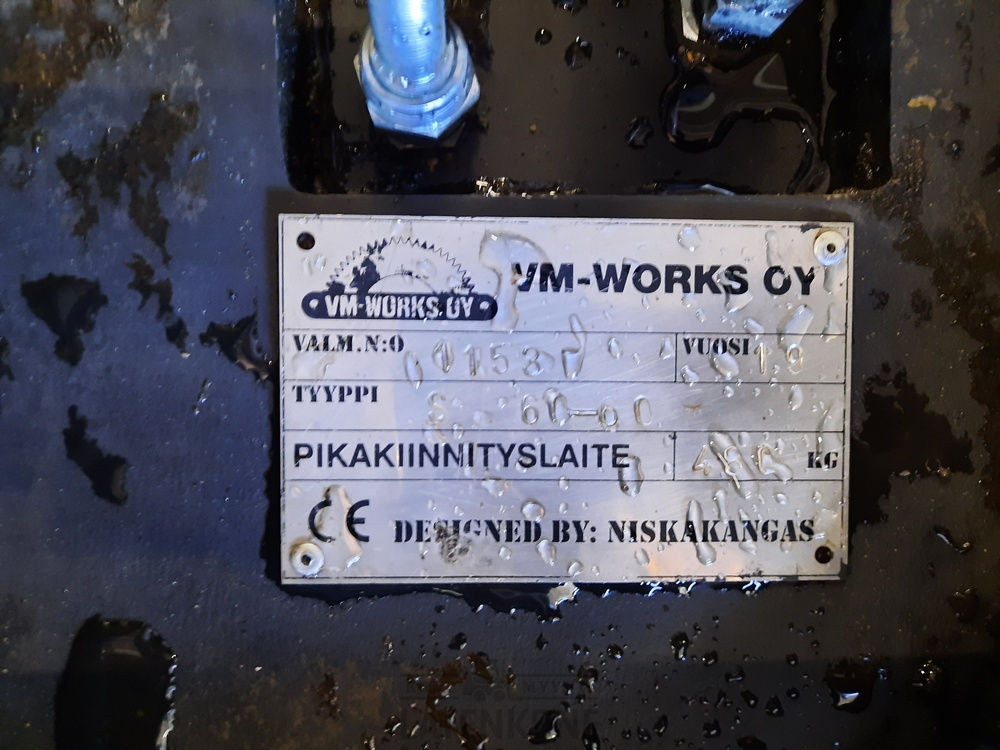 VM-WORKS OY
VM-WORKS OY
VALM.N:O 01153
VUOSI 19
TYYPPI S 60-60
PIKAKIINNITYSLAITE KG
CE DESIGNED BY: NISKAKANGAS